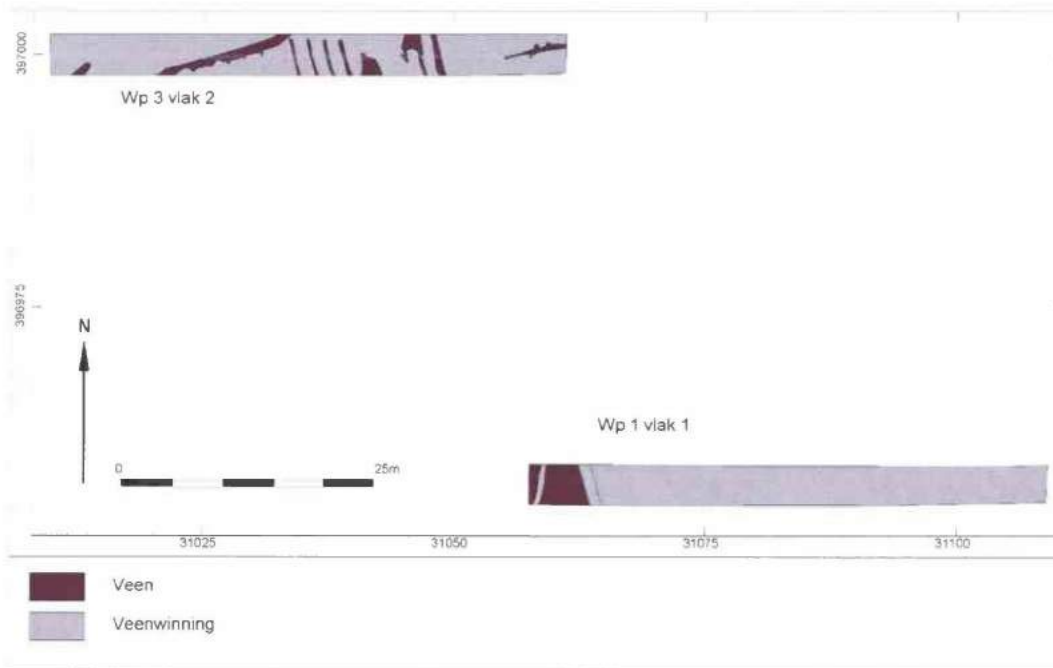 397000
Wp 3 vlak 2
396975
N
Wp 1 vlak 1
0 25m
31025 31050 31075 31100
Veen
Veenwinning